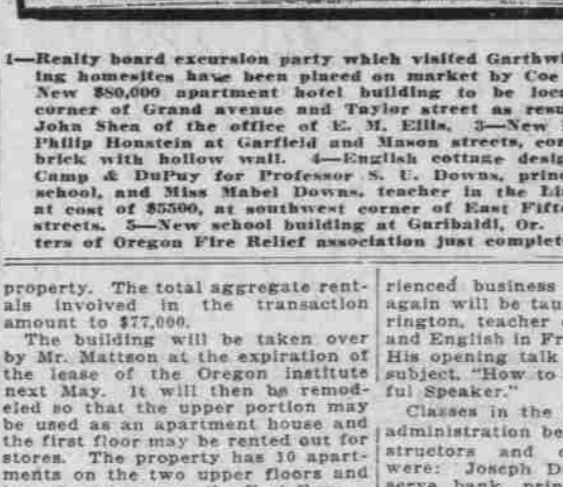 1—Realty board excursion party which visited Garthwi
ing homesites have been placed on market by Coe
New $80,000 apartment hotel building to be loc
corner of Grand avenue and Taylor street as resu
John Shea of the office of E. M. Ellis. 3—New
Philip Honstein at Garfield and Mason streets, con
brick with hollow wall. 4—English cottage desig
Camp & DuPuy for Professor S. U. Downs, princ
school, and Miss Mabel Downs, teacher in the Li
at cost of $5500, at southwest corner of East Fift
streets. 5—New school building at Garibaldi, Or.
ters of Oregon Fire Relief association just complet
property. The total aggregate rent-
als involved in the transaction
amount to $77,000.
The building will be taken over
by Mr. Mattson at the expiration of
the lease of the Oregon institute
next May. It will then be remod-
eled so that the upper portion may
be used as an apartment house and
the first floor may be rented out for
stores. The property has 10 apart-
ments on the two upper floors and
rienced business
again will be tau
rington, teacher
and English in Fr
His opening talk
subject, "How to
ful Speaker."
Classes in the
administration be
structors and
were: Joseph D
serve bank